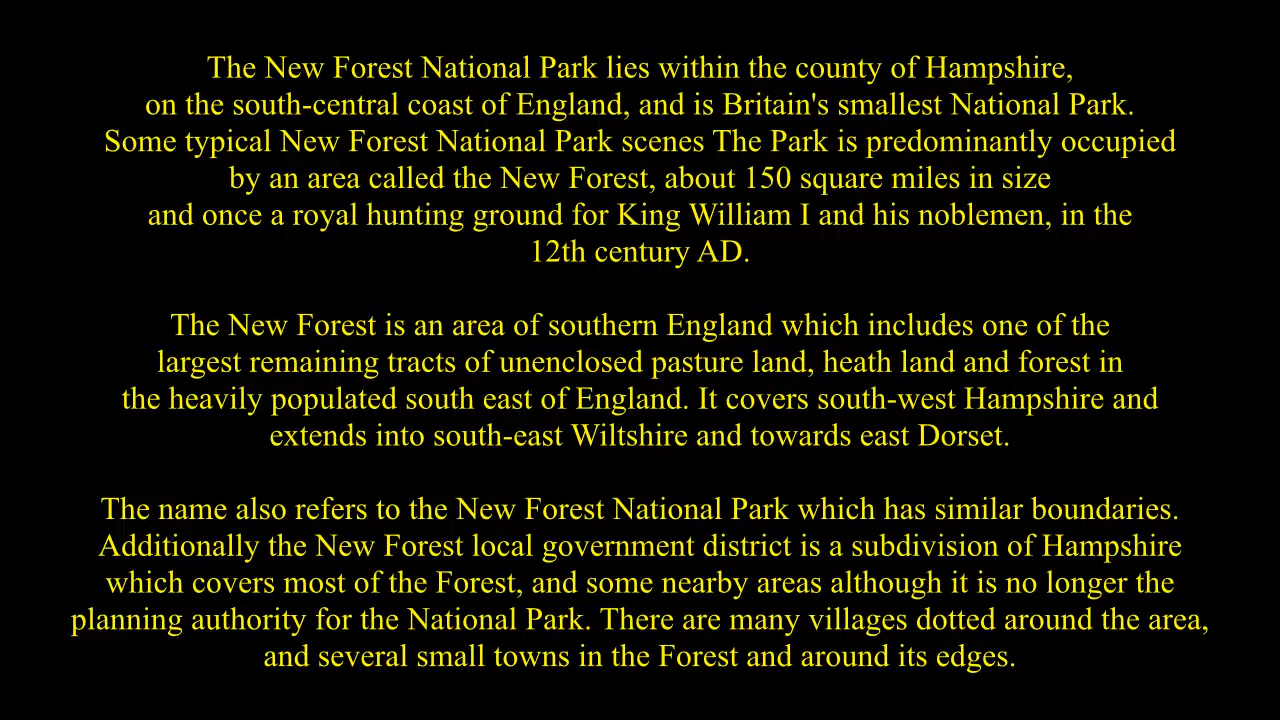 The New Forest National Park lies within the county of Hampshire,
on the south-central coast of England, and is Britain's smallest National Park.
Some typical New Forest National Park scenes The Park is predominantly occupied
by an area called the New Forest, about 150 square miles in size
and once a royal hunting ground for King William I and his noblemen, in the
12th century AD.
The New Forest is an area of southern England which includes one of the
largest remaining tracts of unenclosed pasture land, heath land and forest in
the heavily populated south east of England. It covers south-west Hampshire and
extends into south-east Wiltshire and towards east Dorset.
The name also refers to the New Forest National Park which has similar boundaries.
Additionally the New Forest local government district is a subdivision of Hampshire
which covers most of the Forest, and some nearby areas although it is no longer the
planning authority for the National Park. There are many villages dotted around the area,
and several small towns in the Forest and around its edges.